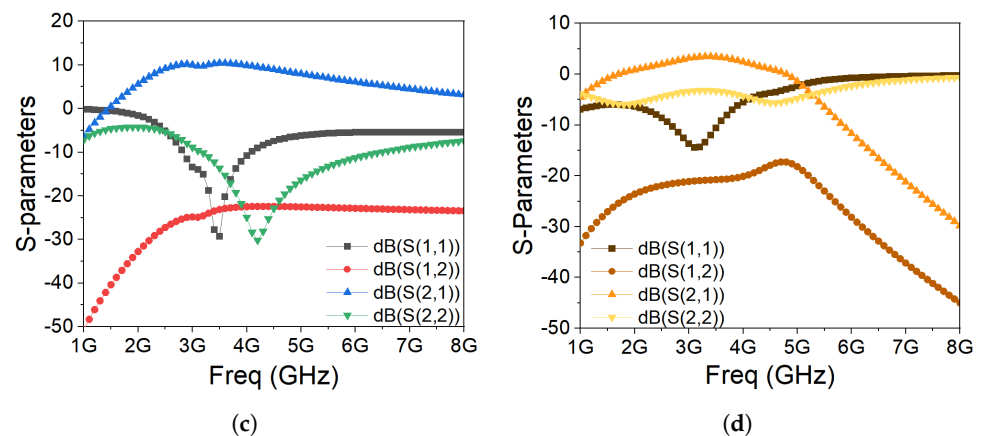 20
10
0
-10
-20
-30
-40
-50
S-parameters
1G 2G 3G 4G 5G 6G 7G 8G
Freq (GHz)
dB(S(1,1))
dB(S(1,2))
dB(S(2,1))
dB(S(2,2))
(c)
10
0
-10
-20
-30
-40
-50
S-Parameters
1G 2G 3G 4G 5G 6G 7G 8G
Freq (GHz)
dB(S(1,1))
dB(S(1,2))
dB(S(2,1))
dB(S(2,2))
(d)